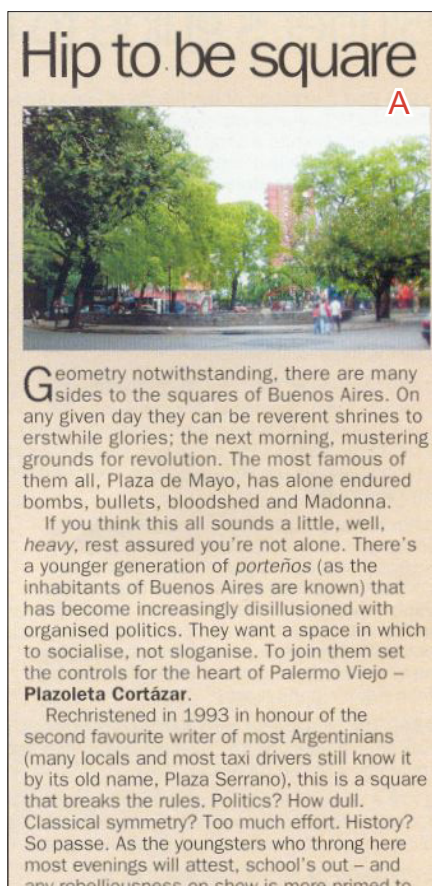 Hip to be square
A
Geometry notwithstanding, there are many
sides to the squares of Buenos Aires. On
any given day they can be reverent shrines to
erstwhile glories; the next morning, mustering
grounds for revolution. The most famous of
them all, Plaza de Mayo, has alone endured
bombs, bullets, bloodshed and Madonna.
If you think this all sounds a little, well,
heavy, rest assured you're not alone. There's
a younger generation of porteños (as the
inhabitants of Buenos Aires are known) that
has become increasingly disillusioned with
organised politics. They want a space in which
to socialise, not sloganise. To join them set
the controls for the heart of Palermo Viejo –
Plazoleta Cortázar.
Rechristened in 1993 in honour of the
second favourite writer of most Argentinians
(many locals and most taxi drivers still know it
by its old name, Plaza Serrano), this is a square
that breaks the rules. Politics? How dull.
Classical symmetry? Too much effort. History?
So passe. As the youngsters who throng here
most evenings will attest, school's out – and
any rebelliousness on show is more primed to